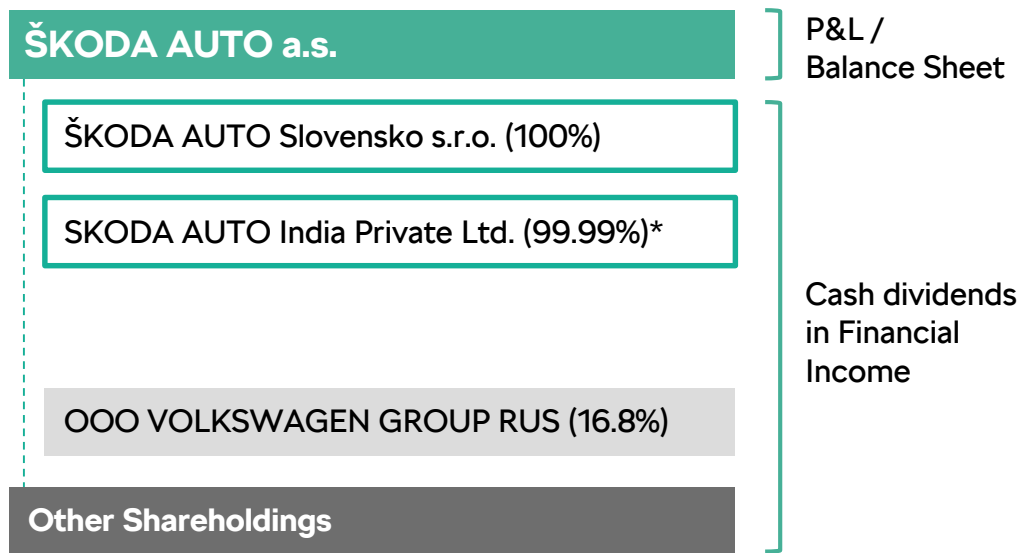 ŠKODA AUTO a.s.
P&L /
Balance Sheet
ŠKODA AUTO Slovensko s.r.o. (100%)
SKODA AUTO India Private Ltd. (99.99%)*
Cash dividends
in Financial
Income
OOO VOLKSWAGEN GROUP RUS (16.8%)
Other Shareholdings